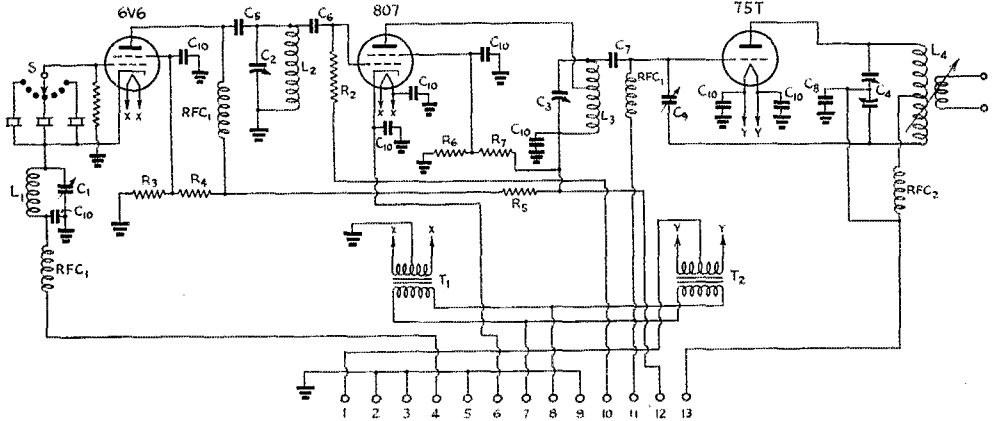 6V6 807 75T
C5 C6 C7
S C10 C2 L2 C10 RFC1 C10 C8 C4 L4
X X RFC1 R2 C10 X X C3 L3 C9 C10 Y Y
C10 R6 R7 C10
L1 C1 R3 R4 R5 RFC2
C10
RFC1 X X T1 Y Y T2
1 2 3 4 5 6 7 8 9 10 11 12 13